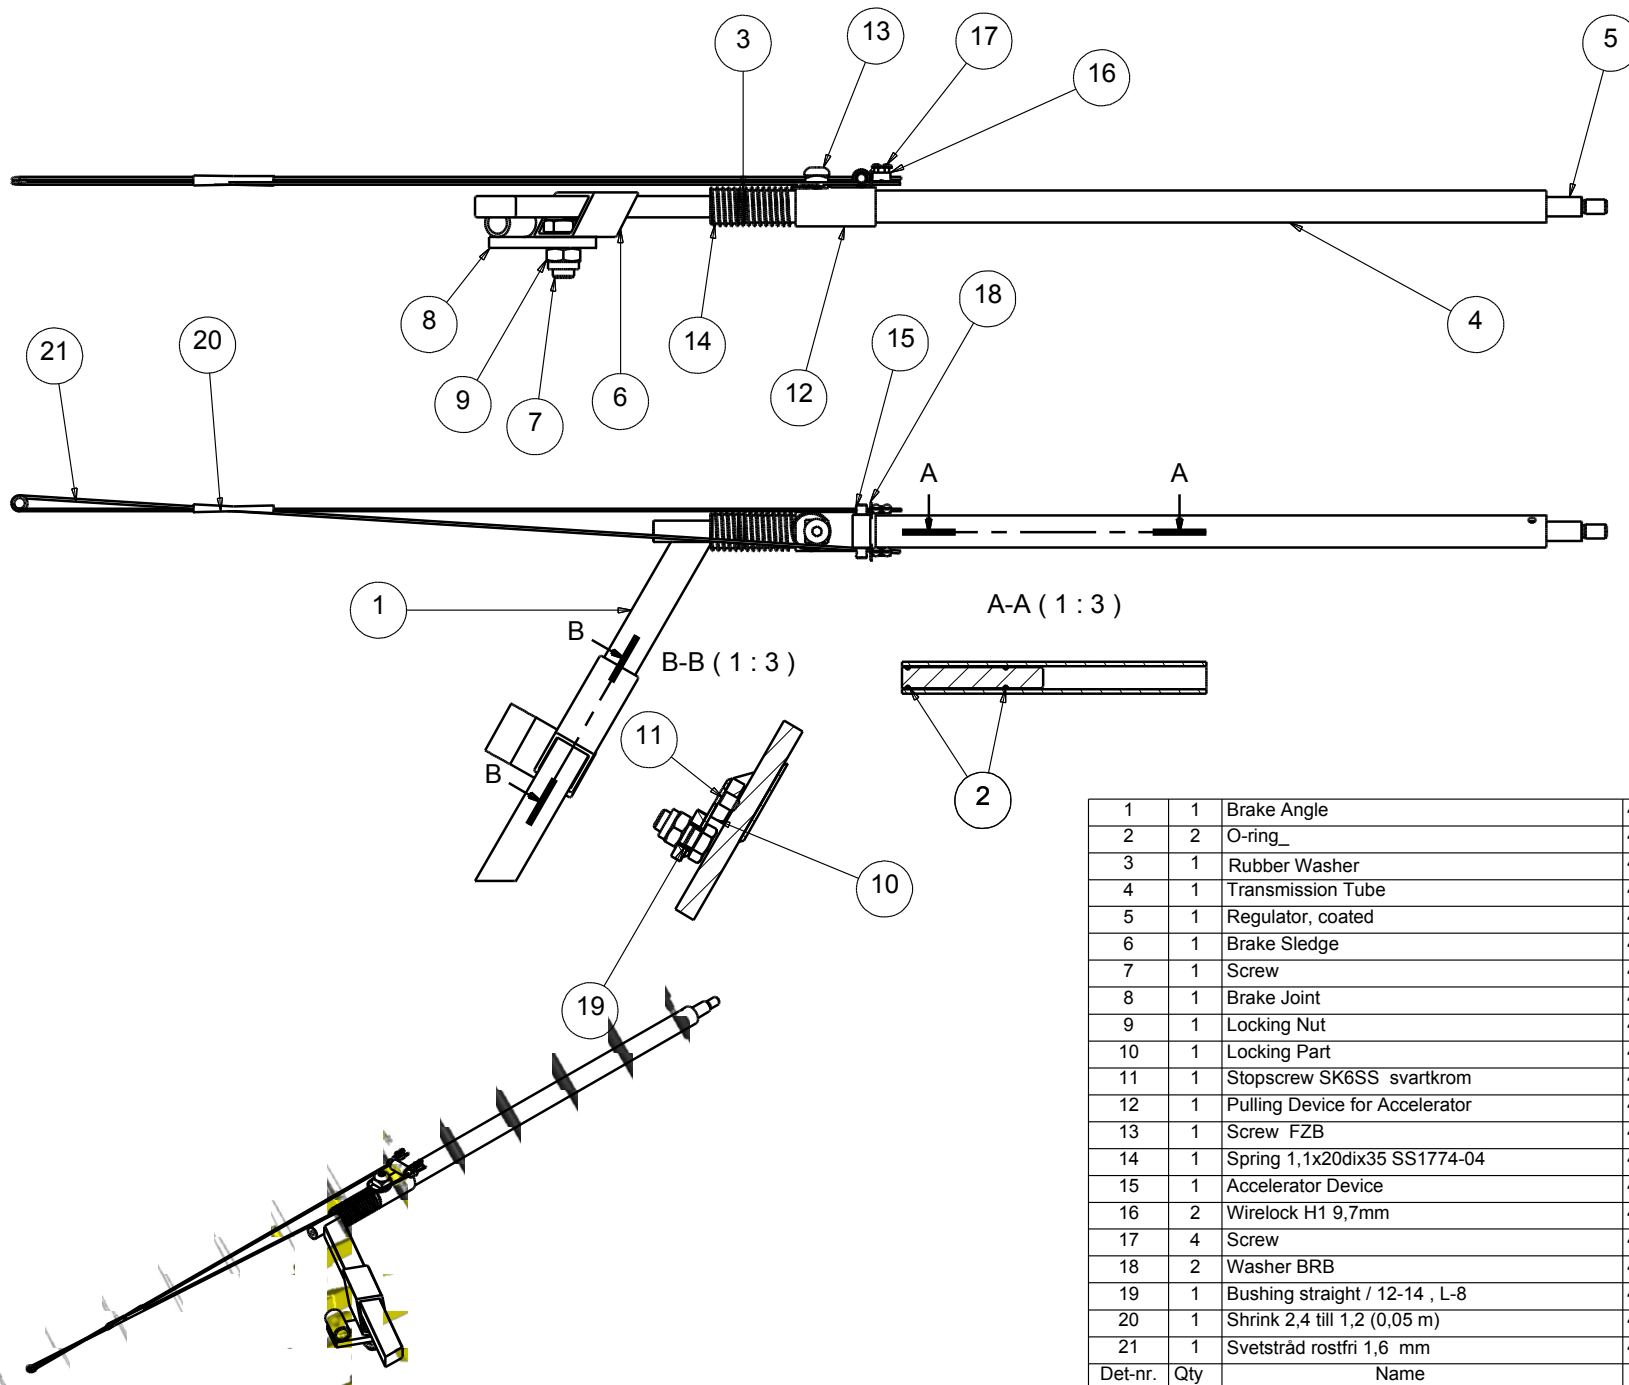 3
13
17
16
5
8
9
7
6
14
12
18
4
21
20
15
A A
1
A-A ( 1 : 3 )
B
B-B ( 1 : 3 )
11
B
2
10
19
1 1 Brake Angle
2 2 O-ring_
3 1 Rubber Washer
4 1 Transmission Tube
5 1 Regulator, coated
6 1 Brake Sledge
7 1 Screw
8 1 Brake Joint
9 1 Locking Nut
10 1 Locking Part
11 1 Stopscrew SK6SS svartkrom
12 1 Pulling Device for Accelerator
13 1 Screw FZB
14 1 Spring 1,1x20dix35 SS1774-04
15 1 Accelerator Device
16 2 Wirelock H1 9,7mm
17 4 Screw
18 2 Washer BRB
19 1 Bushing straight / 12-14 , L-8
20 1 Shrink 2,4 till 1,2 (0,05 m)
21 1 Svetstråd rostfri 1,6 mm
Det-nr. Qty Name